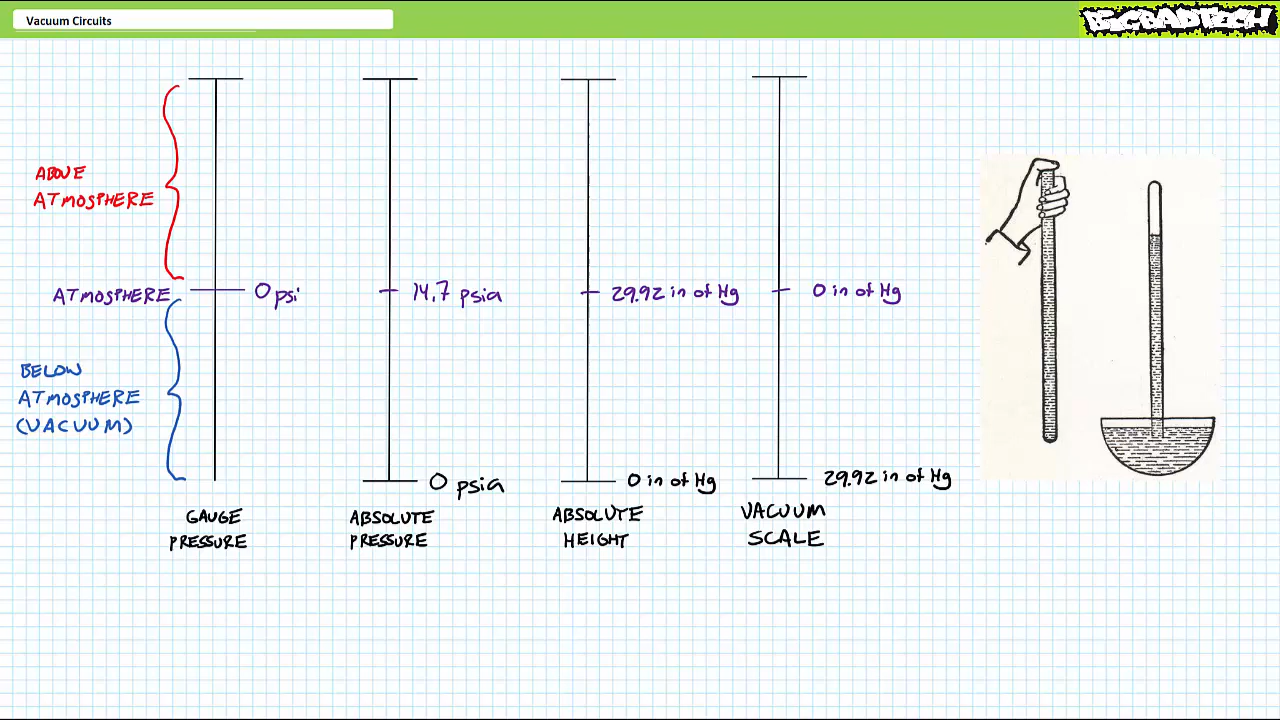 Vacuum Circuits
BIGBADTECH
ABOVE
ATMOSPHERE
ATMOSPHERE
0 psi
14.7 psia
29.92 in of Hg
0 in of Hg
BELOW
ATMOSPHERE
(VACUUM)
0 psia
0 in of Hg
29.92 in of Hg
GAUGE
PRESSURE
ABSOLUTE
PRESSURE
ABSOLUTE
HEIGHT
VACUUM
SCALE